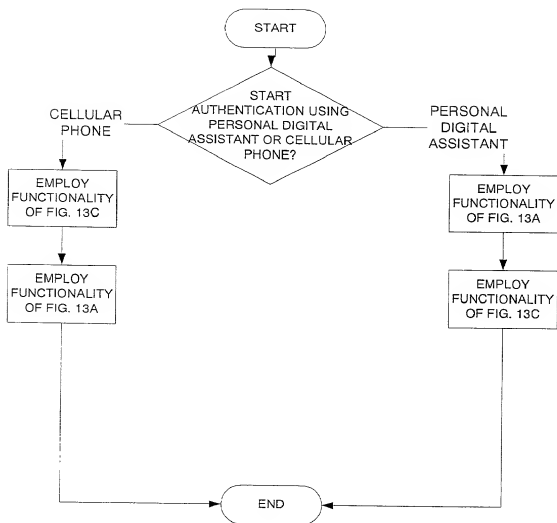 START
START
AUTHENTICATION USING
PERSONAL DIGITAL
ASSISTANT OR CELLULAR
PHONE?
CELLULAR
PHONE
PERSONAL
DIGITAL
ASSISTANT
EMPLOY
FUNCTIONALITY
OF FIG. 13C
EMPLOY
FUNCTIONALITY
OF FIG. 13A
EMPLOY
FUNCTIONALITY
OF FIG. 13A
EMPLOY
FUNCTIONALITY
OF FIG. 13C
END